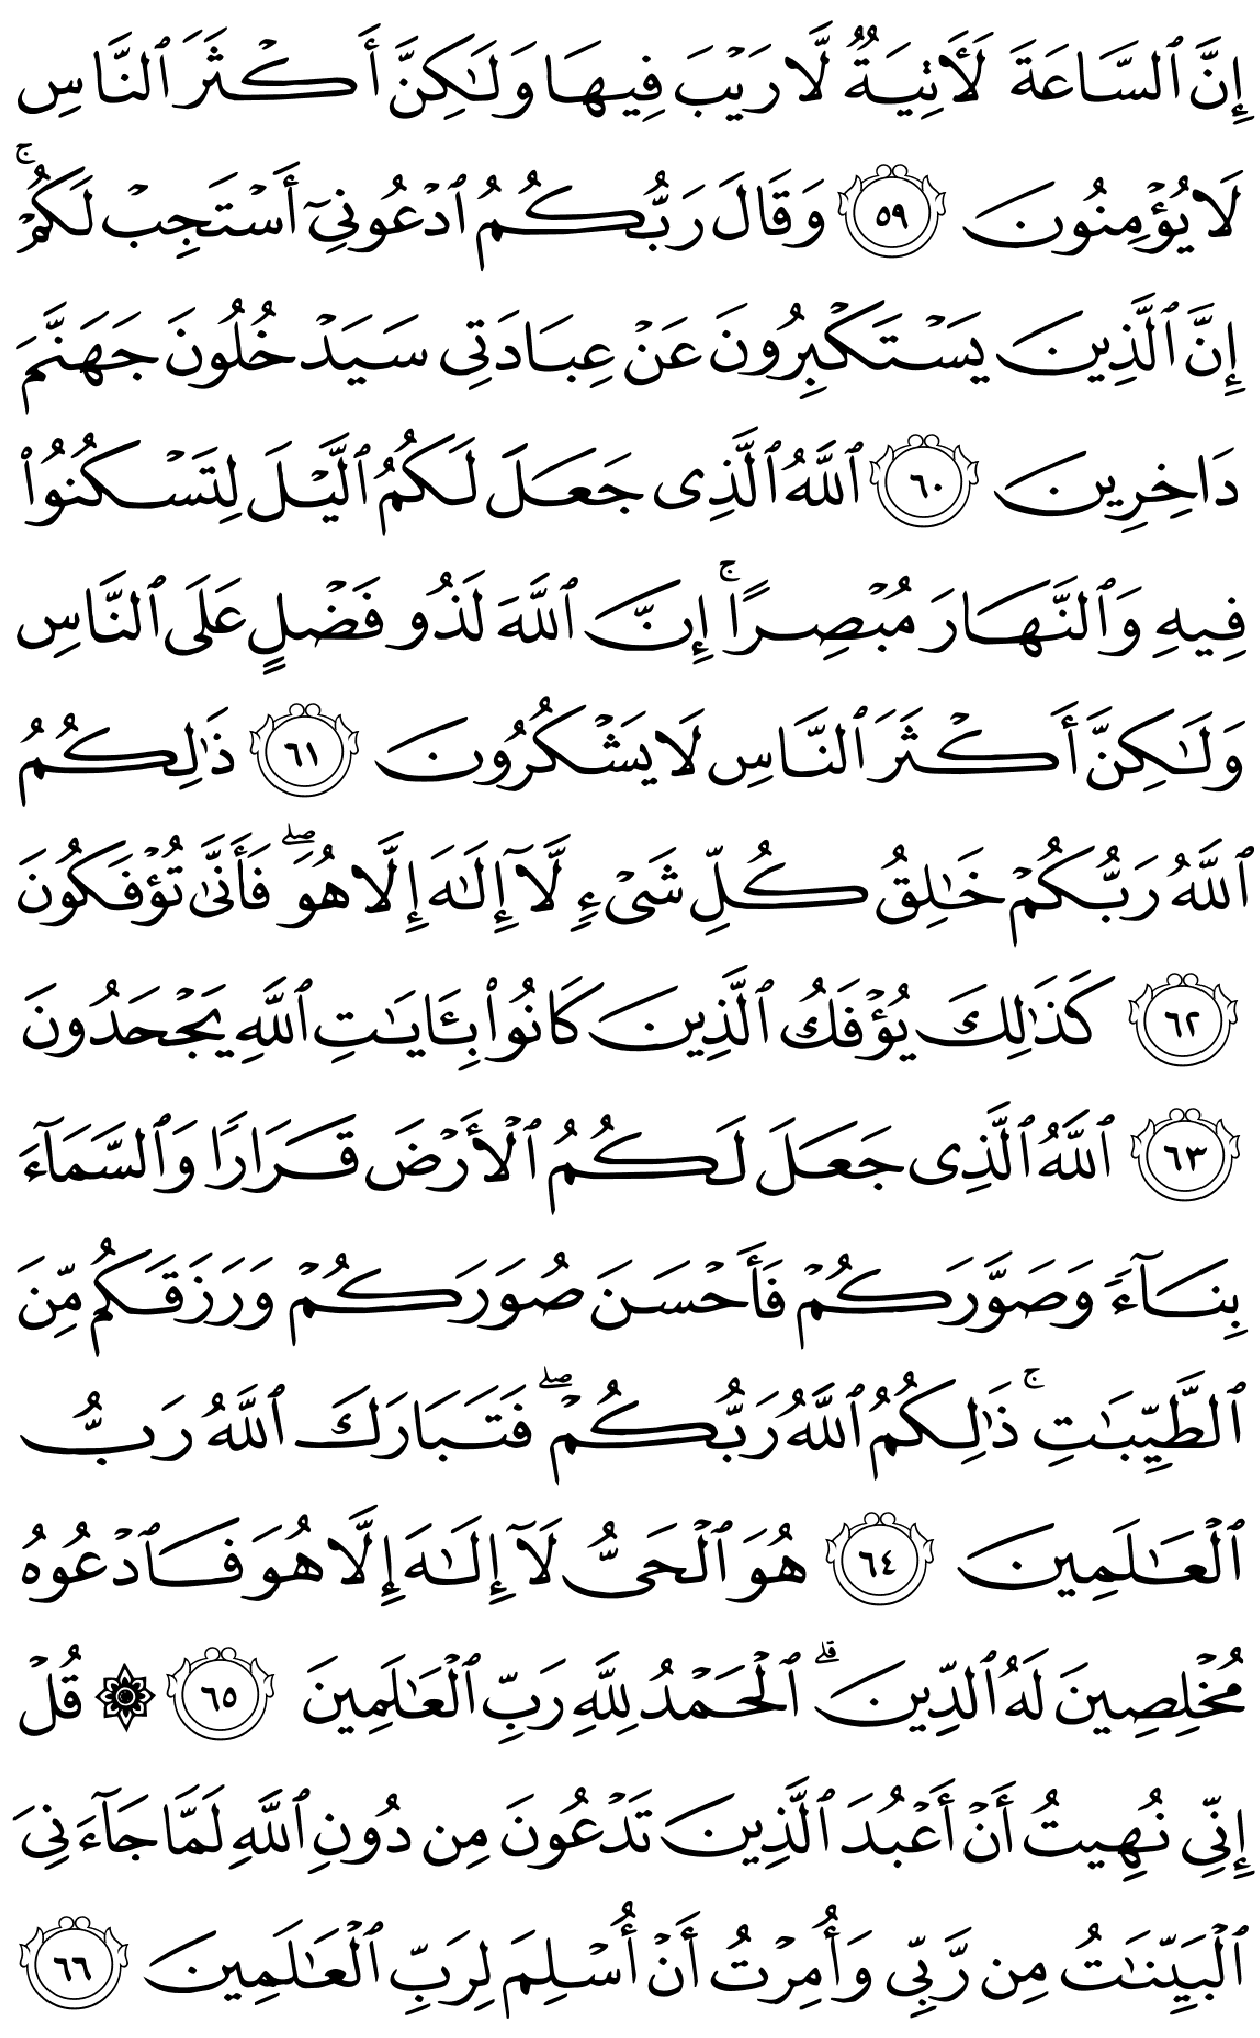 إِنَّ ٱلسَّاعَةَ لَأٓتِيَةٌ لَّا رَيۡبَ فِيهَا وَلَٰكِنَّ أَكۡثَرَ ٱلنَّاسِ
لَا يُؤۡمِنُونَ ٥٩ وَقَالَ رَبُّكُمُ ٱدۡعُونِيٓ أَسۡتَجِبۡ لَكُمۡۚ
إِنَّ ٱلَّذِينَ يَسۡتَكۡبِرُونَ عَنۡ عِبَادَتِي سَيَدۡخُلُونَ جَهَنَّمَ
دَاخِرِينَ ٦٠ ٱللَّهُ ٱلَّذِي جَعَلَ لَكُمُ ٱلَّيۡلَ لِتَسۡكُنُواْ
فِيهِ وَٱلنَّهَارَ مُبۡصِرًاۚ إِنَّ ٱللَّهَ لَذُو فَضۡلٍ عَلَى ٱلنَّاسِ
وَلَٰكِنَّ أَكۡثَرَ ٱلنَّاسِ لَا يَشۡكُرُونَ ٦١ ذَٰلِكُمُ
ٱللَّهُ رَبُّكُمۡ خَٰلِقُ كُلِّ شَيۡءٍ لَّآ إِلَٰهَ إِلَّا هُوَۖ فَأَنَّىٰ تُؤۡفَكُونَ
٦٢ كَذَٰلِكَ يُؤۡفَكُ ٱلَّذِينَ كَانُواْ بِـَٔايَٰتِ ٱللَّهِ يَجۡحَدُونَ
٦٣ ٱللَّهُ ٱلَّذِي جَعَلَ لَكُمُ ٱلۡأَرۡضَ قَرَارًا وَٱلسَّمَآءَ
بِنَآءً وَصَوَّرَكُمۡ فَأَحۡسَنَ صُوَرَكُمۡ وَرَزَقَكُم مِّنَ
ٱلطَّيِّبَٰتِۚ ذَٰلِكُمُ ٱللَّهُ رَبُّكُمۡۖ فَتَبَارَكَ ٱللَّهُ رَبُّ
ٱلۡعَٰلَمِينَ ٦٤ هُوَ ٱلۡحَيُّ لَآ إِلَٰهَ إِلَّا هُوَ فَٱدۡعُوهُ
مُخۡلِصِينَ لَهُ ٱلدِّينَۗ ٱلۡحَمۡدُ لِلَّهِ رَبِّ ٱلۡعَٰلَمِينَ ٦٥ ۞ قُلۡ
إِنِّي نُهِيتُ أَنۡ أَعۡبُدَ ٱلَّذِينَ تَدۡعُونَ مِن دُونِ ٱللَّهِ لَمَّا جَآءَنِيَ
ٱلۡبَيِّنَٰتُ مِن رَّبِّي وَأُمِرۡتُ أَنۡ أُسۡلِمَ لِرَبِّ ٱلۡعَٰلَمِينَ ٦٦